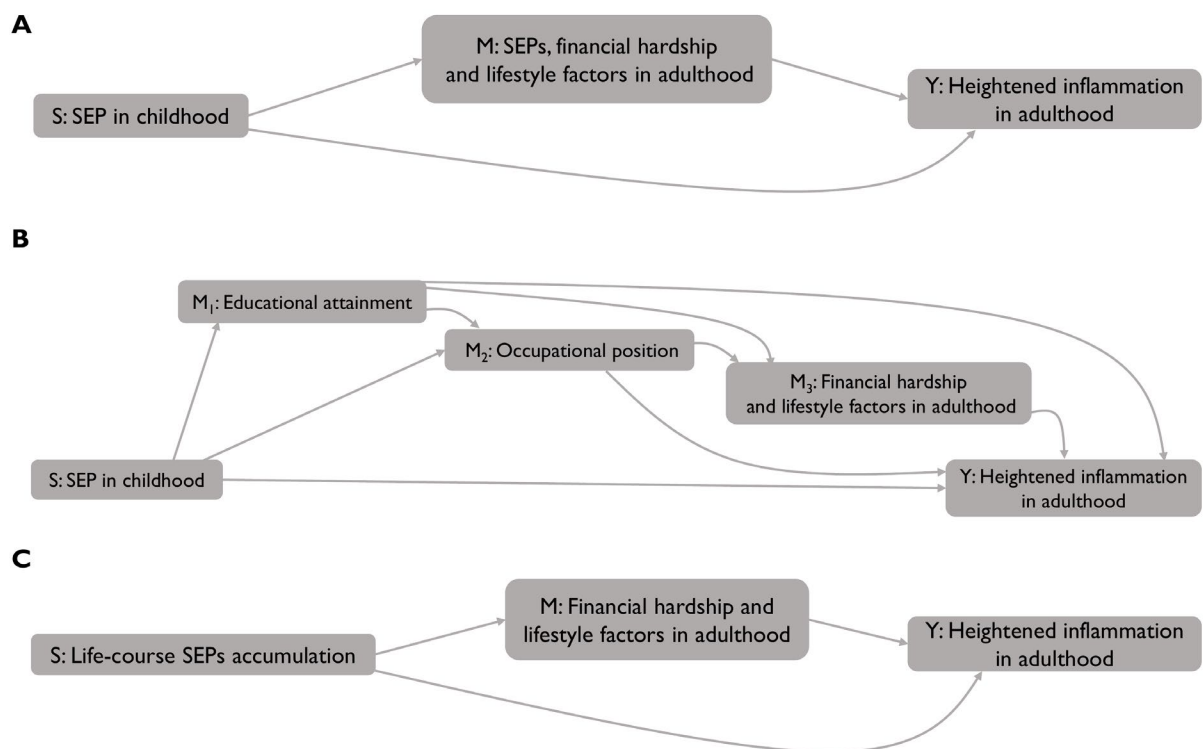 A
M: SEPs, financial hardship
and lifestyle factors in adulthood
S: SEP in childhood
Y: Heightened inflammation
in adulthood
B
M₁: Educational attainment
M₂: Occupational position
M₃: Financial hardship
and lifestyle factors in adulthood
S: SEP in childhood
Y: Heightened inflammation
in adulthood
C
M: Financial hardship and
lifestyle factors in adulthood
S: Life-course SEPs accumulation
Y: Heightened inflammation
in adulthood